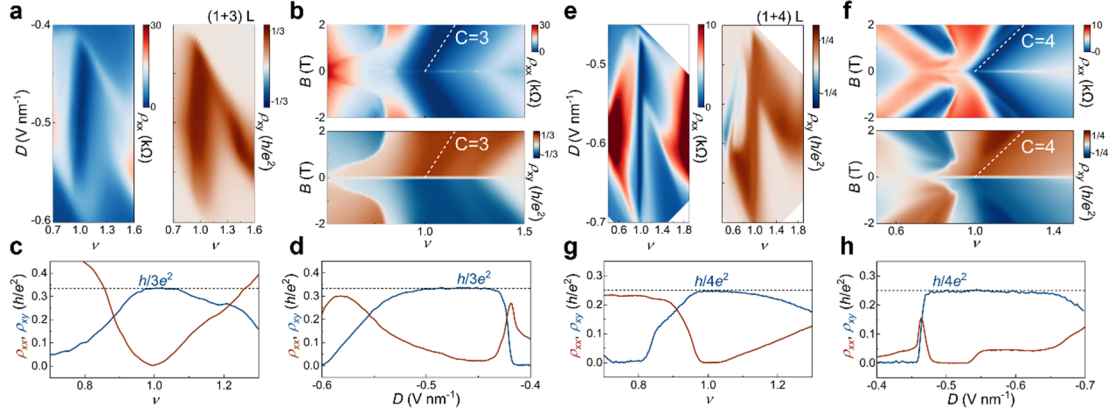 a
(1+3) L
-0.4
-0.5
-0.6
D (V nm⁻¹)
0.7 1.0 1.3 1.6
ν
30
0
ρxx (kΩ)
0.7 1.0 1.3 1.6
ν
1/3
-1/3
ρxy (h/e²)
b
2
0
-2
B (T)
C=3
30
0
ρxx (kΩ)
2
0
-2
B (T)
C=3
1/3
-1/3
ρxy (h/e²)
1.0 1.5
ν
e
(1+4) L
-0.5
-0.6
-0.7
D (V nm⁻¹)
0.6 1.0 1.4 1.8
ν
10
0
ρxx (kΩ)
0.6 1.0 1.4 1.8
ν
1/4
-1/4
ρxy (h/e²)
f
2
0
-2
B (T)
C=4
10
0
ρxx (kΩ)
2
0
-2
B (T)
C=4
1/4
-1/4
ρxy (h/e²)
0.5 1.0 1.5
ν
c
h/3e²
0.4
0.3
0.2
0.1
0.0
ρxx, ρxy (h/e²)
0.8 1.0 1.2
ν
d
h/3e²
0.4
0.3
0.2
0.1
0.0
ρxx, ρxy (h/e²)
-0.6 -0.5 -0.4
D (V nm⁻¹)
g
h/4e²
0.3
0.2
0.1
0.0
ρxx, ρxy (h/e²)
0.8 1.0 1.2
ν
h
h/4e²
0.3
0.2
0.1
0.0
ρxx, ρxy (h/e²)
-0.4 -0.5 -0.6 -0.7
D (V nm⁻¹)